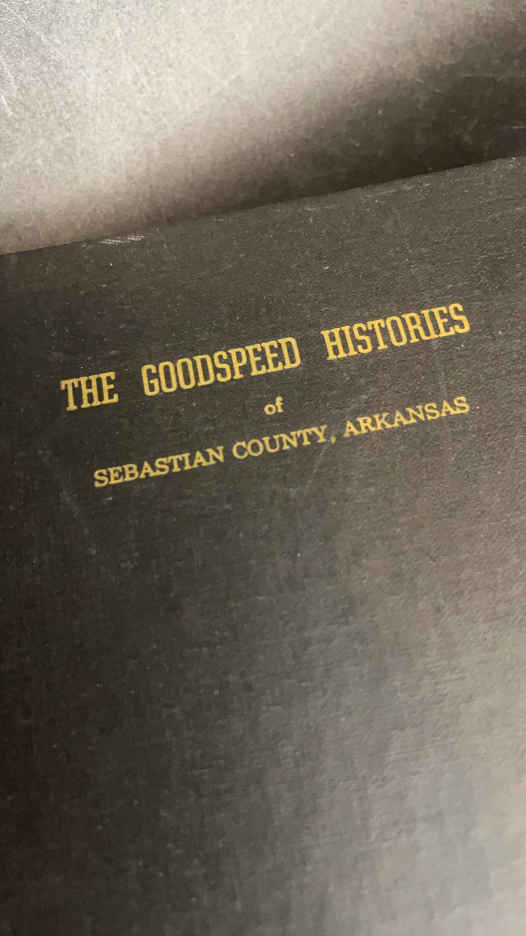 THE GOODSPEED HISTORIES
of
SEBASTIAN COUNTY, ARKANSAS